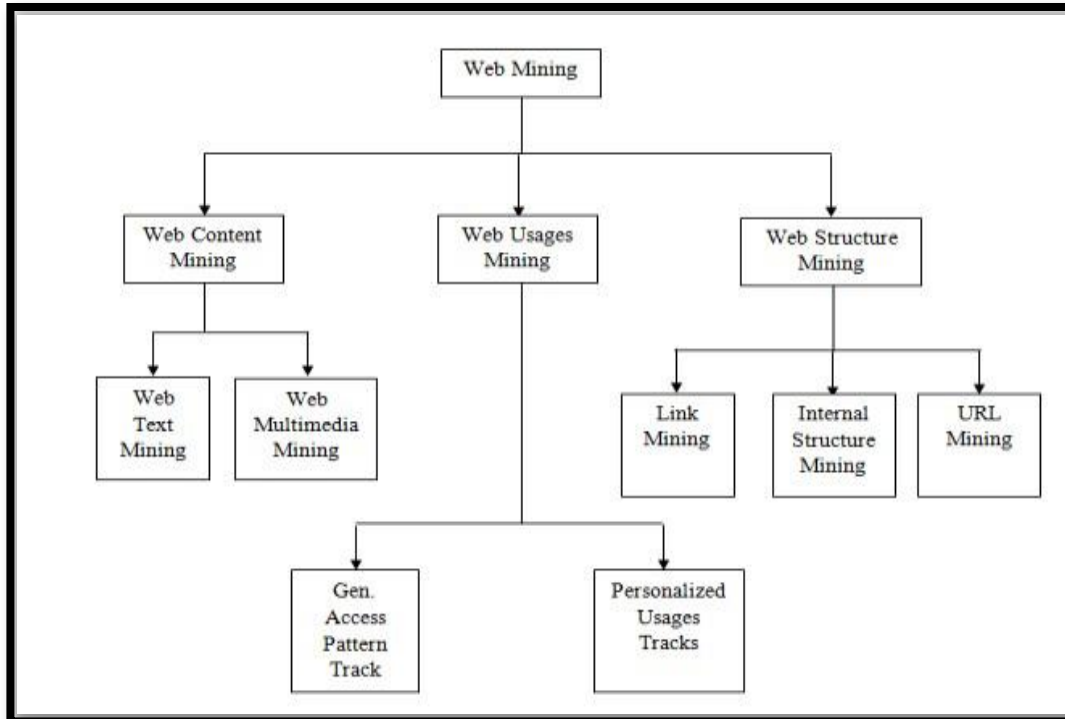 Web Mining
Web Content
Mining
Web Usages
Mining
Web Structure
Mining
Web
Text
Mining
Web
Multimedia
Mining
Link
Mining
Internal
Structure
Mining
URL
Mining
Gen.
Access
Pattern
Track
Personalized
Usages
Tracks